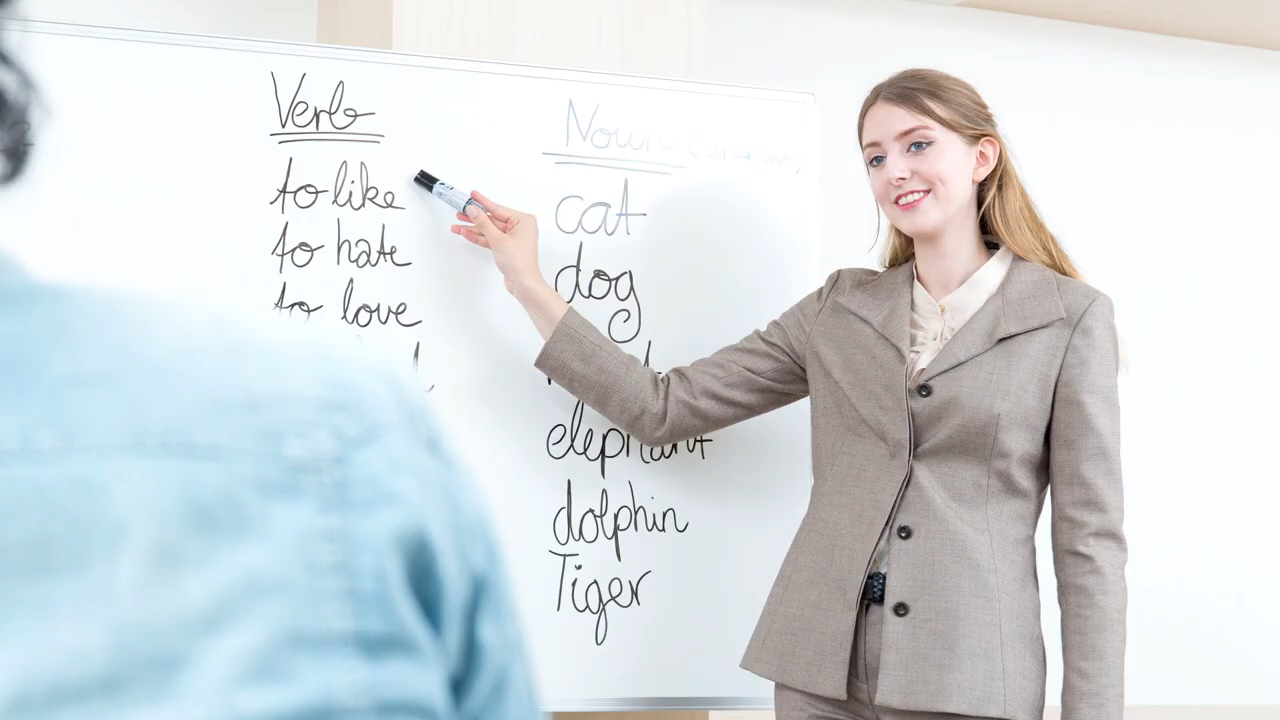 Verb
to like
to hate
to love
Noun
cat
dog
elephant
dolphin
Tiger